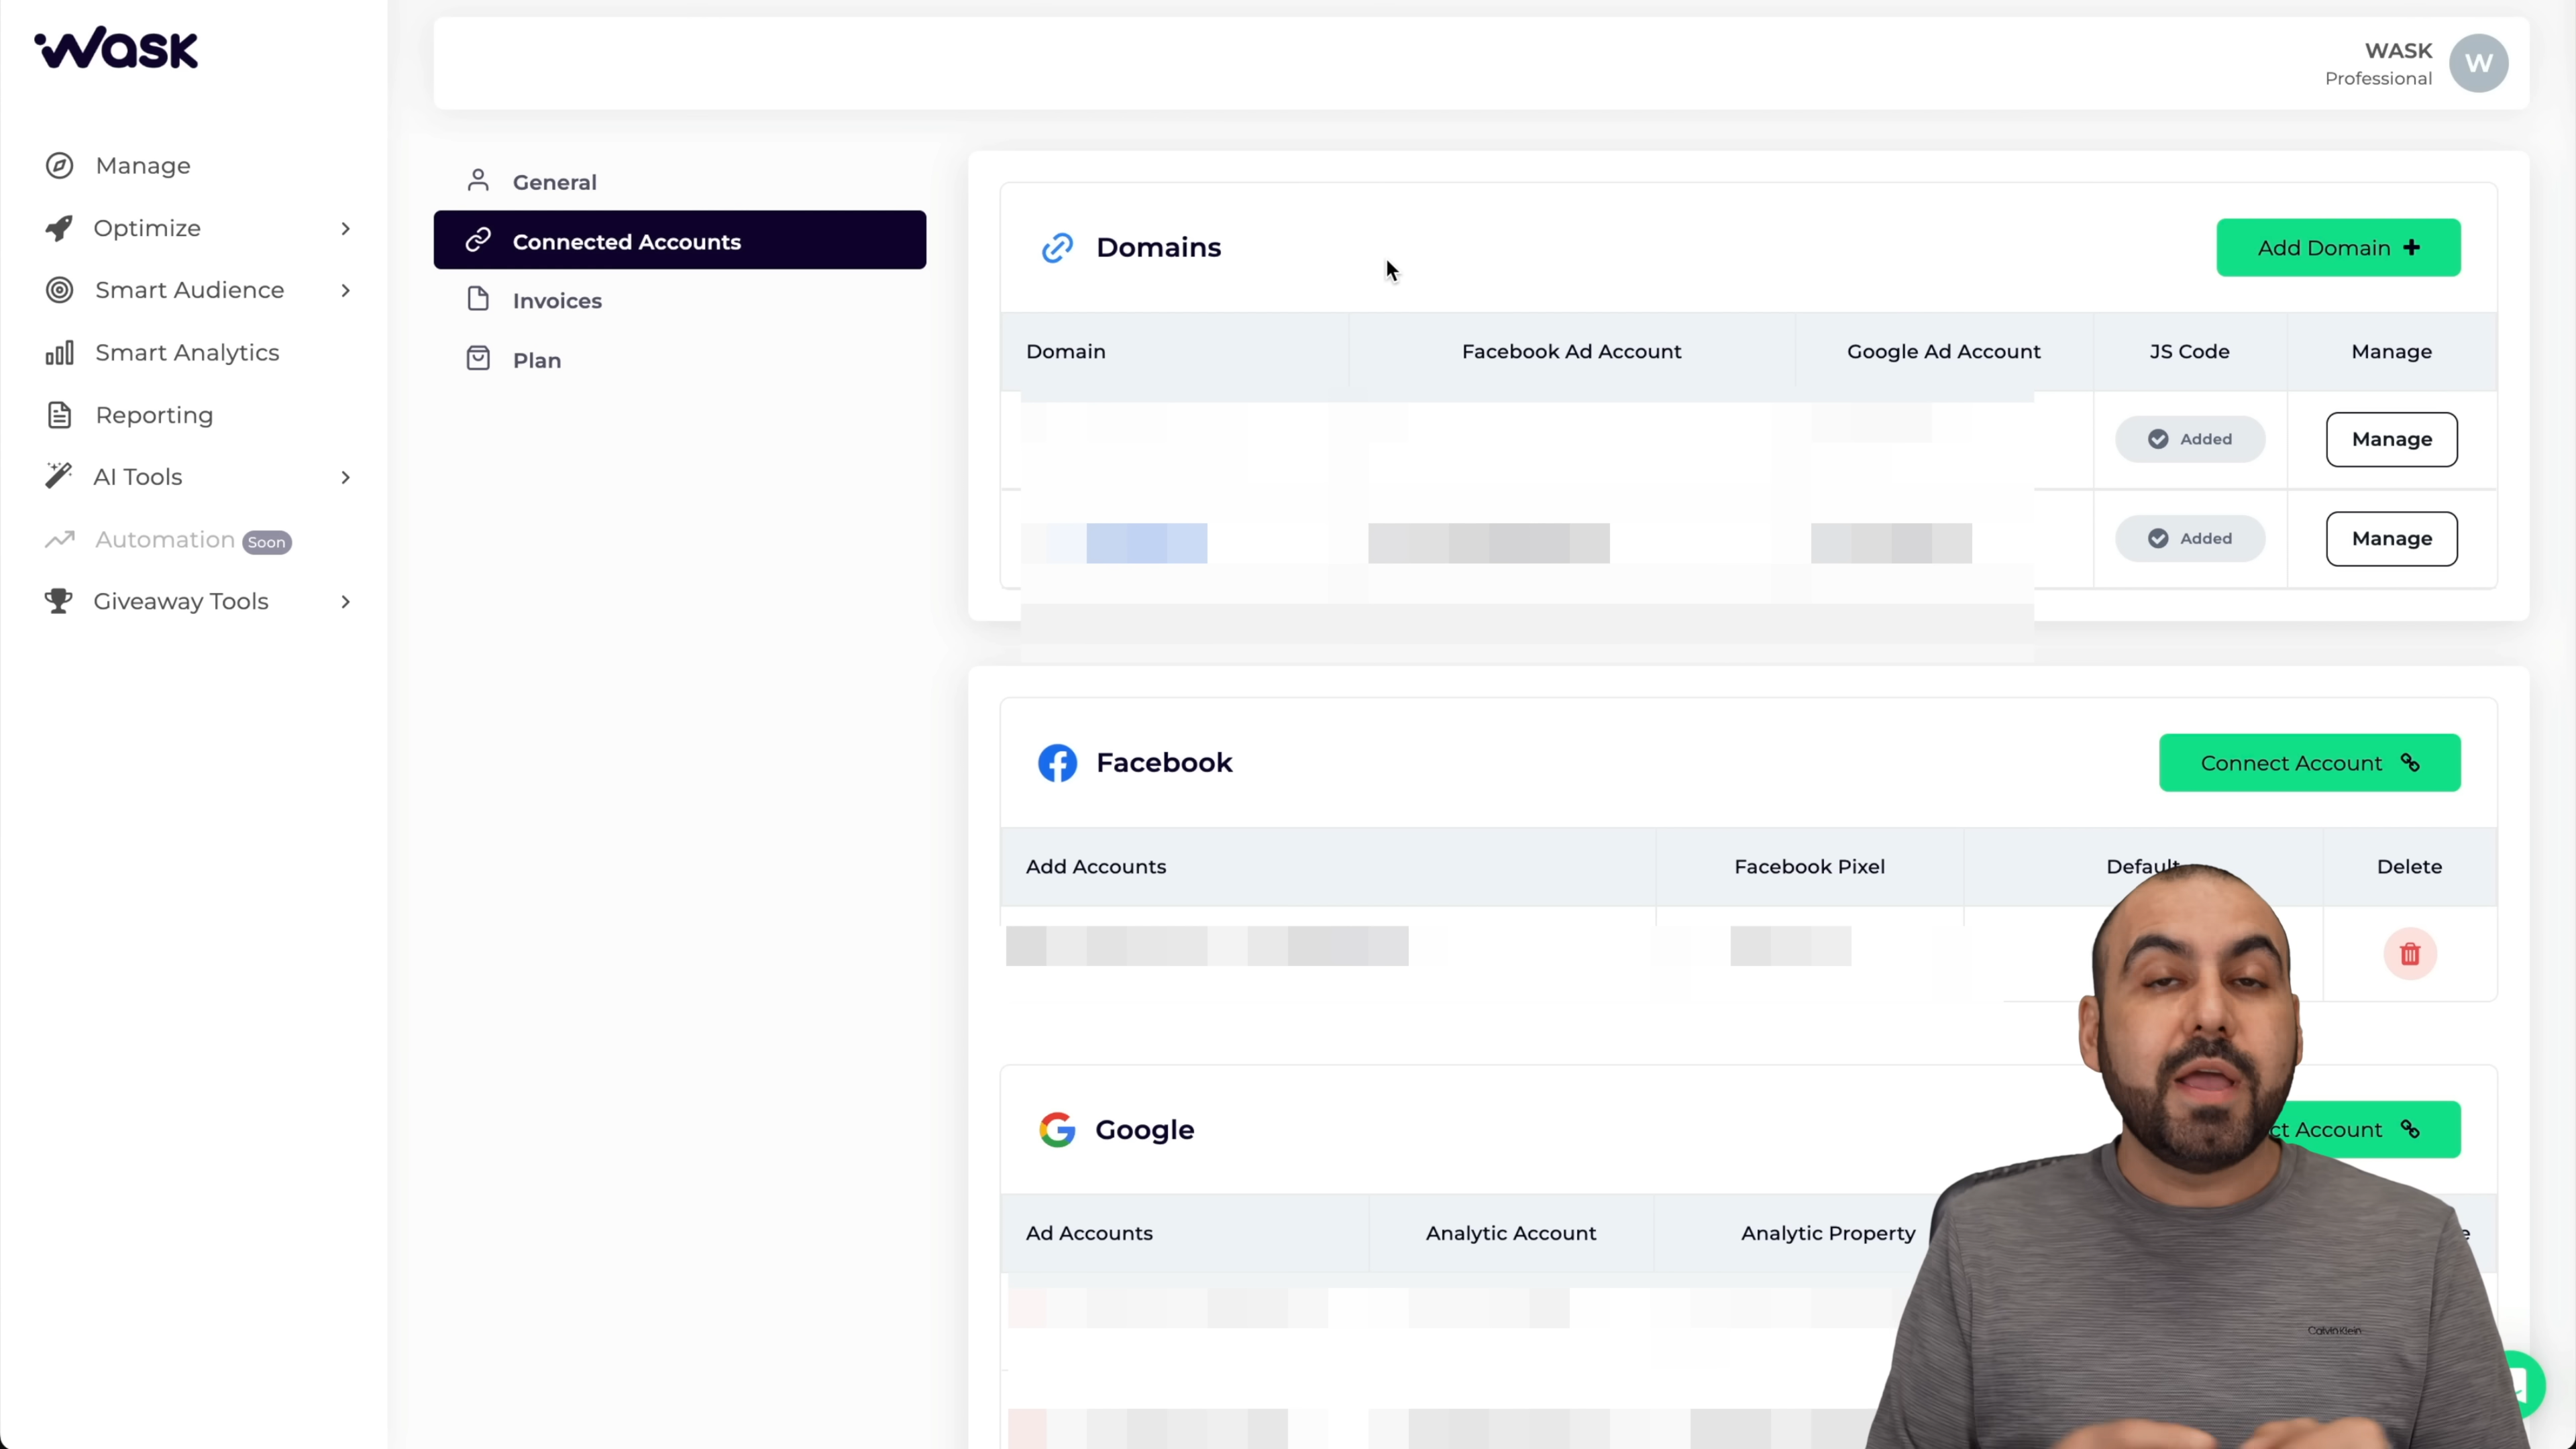 Wask
WASK
Professional
W
Manage
Optimize
Smart Audience
Smart Analytics
Reporting
AI Tools
Automation Soon
Giveaway Tools
General
Connected Accounts
Invoices
Plan
Domains
Add Domain
Domain Facebook Ad Account Google Ad Account JS Code Manage
Added Manage
Added Manage
Facebook
Connect Account
Add Accounts Facebook Pixel Default Delete
Google
ct Account
Ad Accounts Analytic Account Analytic Property
Calvin Klein